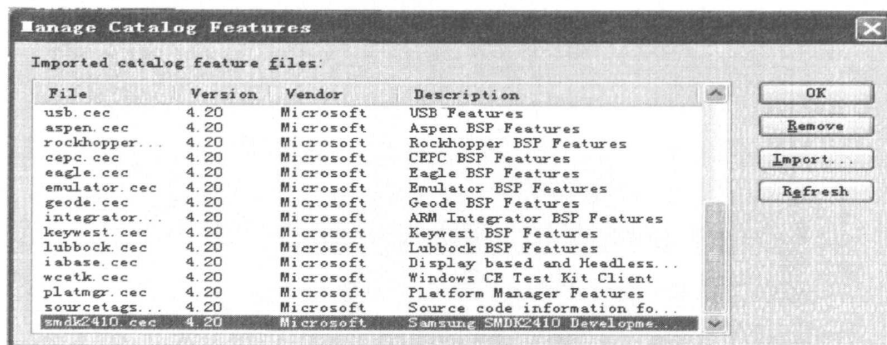 Manage Catalog Features
Imported catalog feature files:
File Version Vendor Description
usb.cec 4.20 Microsoft USB Features
aspen.cec 4.20 Microsoft Aspen BSP Features
rockhopper... 4.20 Microsoft Rockhopper BSP Features
cepc.cec 4.20 Microsoft CEPC BSP Features
eagle.cec 4.20 Microsoft Eagle BSP Features
emulator.cec 4.20 Microsoft Emulator BSP Features
geode.cec 4.20 Microsoft Geode BSP Features
integrator... 4.20 Microsoft ARM Integrator BSP Features
keywest.cec 4.20 Microsoft Keywest BSP Features
lubbock.cec 4.20 Microsoft Lubbock BSP Features
iabase.cec 4.20 Microsoft Display based and Headless...
wcetk.cec 4.20 Microsoft Windows CE Test Kit Client
platmgr.cec 4.20 Microsoft Platform Manager Features
sourcetags... 4.20 Microsoft Source code information fo...
smdk2410.cec 4.20 Microsoft Samsung SMDK2410 Developme...
OK
Remove
Import...
Refresh